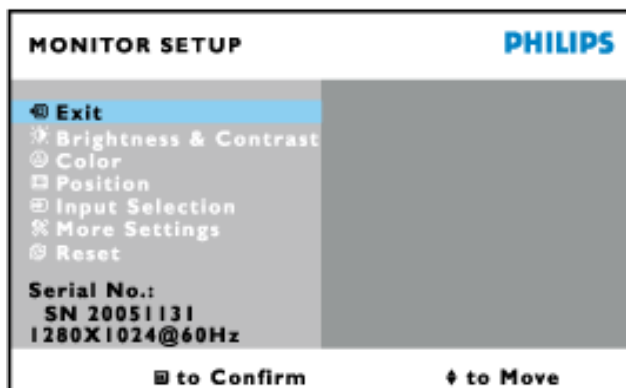 MONITOR SETUP PHILIPS
Exit
Brightness & Contrast
Color
Position
Input Selection
More Settings
Reset
Serial No.:
SN 20051131
1280X1024@60Hz
to Confirm to Move